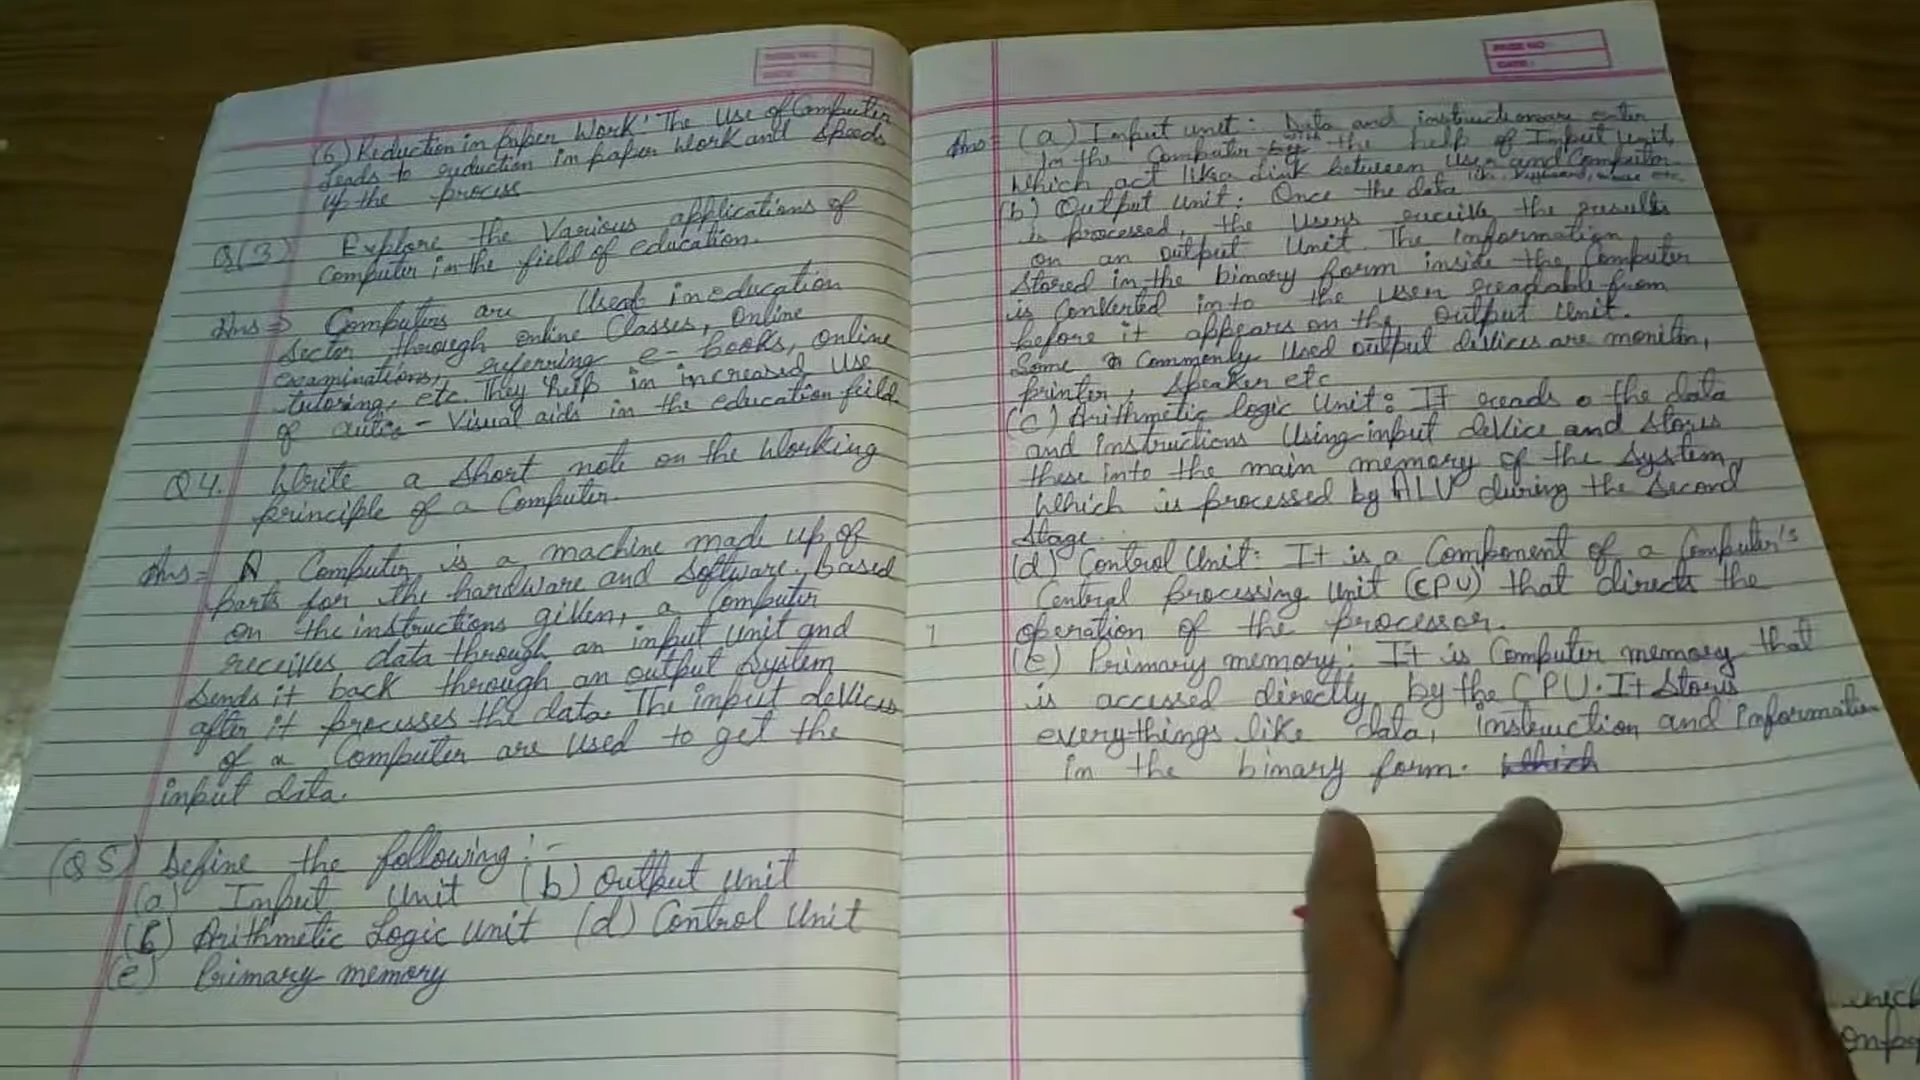 PAGE NO.
DATE:
(6) Reduction in paper Work: The Use of Computer
Leads to reduction in paper Work and speeds
up the process
Q(3) Explore the Various applications of
Computer in the field of education.
Ans⇒ Computers are Used in education
Sector through online Classes, Online
examinations, referring e-books, online
tutoring, etc. They help in increased Use
of audio-Visual aids in the education feild.
Q4. Write a Short note on the Working
principle of a Computer.
Ans= A Computer is a machine made up of
parts for the hardware and Software. based
on the instructions given, a Computer
receives data through an input Unit and
Sends it back through an output System
after it processes the data. The input devices
of a Computer are Used to get the
input data.
(Q5) Define the following:-
(a) Input Unit (b) Output unit
(c) Arithmetic Logic unit (d) Control Unit
(e) Primary memory
PAGE NO.
DATE:
Ans= (a) Input unit: Data and instructions enter
in the Computer with the help of Input Unit,
Which act like a link between User and Computer
like Keyboard, mouse etc.
(b) Output Unit: Once the data
is processed, the Users receive the results
on an output Unit. The information
Stored in the binary form inside the Computer
is Converted into the user readable from
before it appears on the Output Unit.
Some Commonly Used output devices are monitor,
printer, Speaker etc
(C) Arithmetic logic Unit: It reads the data
and instructions Using input device and Stores
these into the main memory of the System,
Which is processed by ALU during the Second
Stage.
(d) Control Unit: It is a Component of a Computer's
Central Processing Unit (CPU) that directs the
operation of the processor.
(e) Primary memory: It is Computer memory that
is accessed directly by the CPU. It Stores
everythings like data, instruction and information
in the binary form.